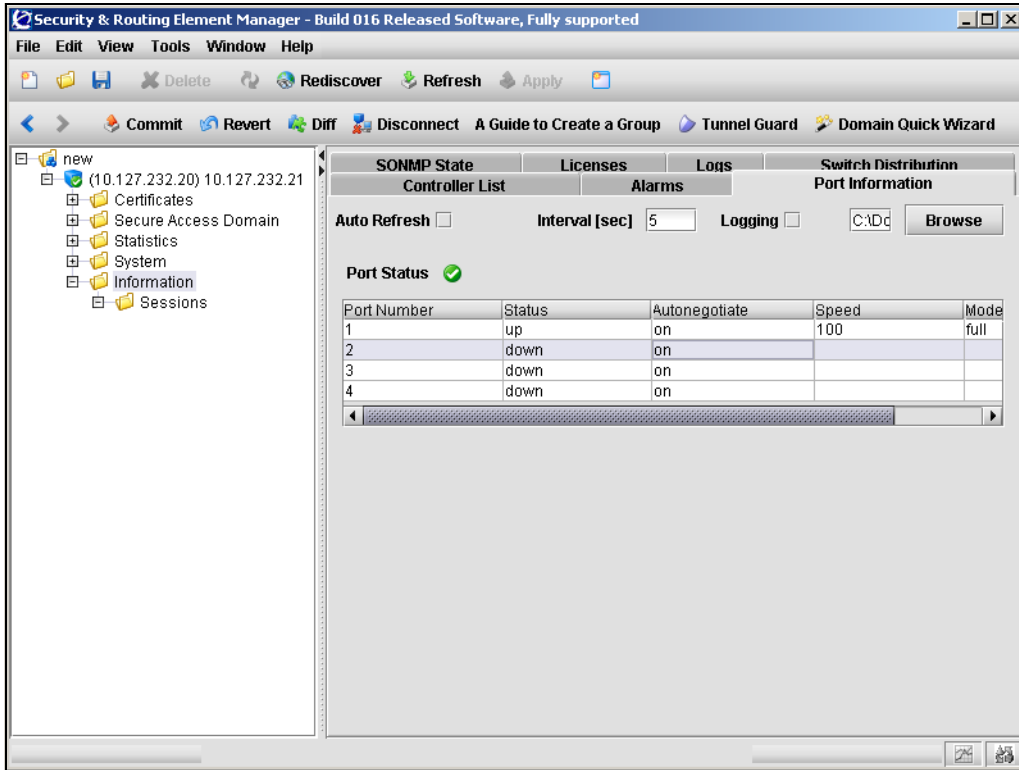 Security & Routing Element Manager - Build 016 Released Software, Fully supported
File Edit View Tools Window Help
Delete Rediscover Refresh Apply
Commit Revert Diff Disconnect A Guide to Create a Group Tunnel Guard Domain Quick Wizard
new
(10.127.232.20) 10.127.232.21
Certificates
Secure Access Domain
Statistics
System
Information
Sessions
SONMP State Licenses Logs Switch Distribution
Controller List Alarms Port Information
Auto Refresh Interval [sec] 5 Logging C:\Dc Browse
Port Status
Port Number Status Autonegotiate Speed Mode
1 up on 100 full
2 down on
3 down on
4 down on